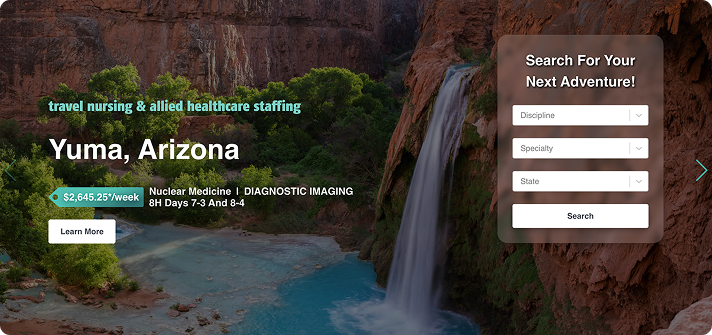 travel nursing & allied healthcare staffing
Yuma, Arizona
$2,645.25*/week
Nuclear Medicine | DIAGNOSTIC IMAGING
8H Days 7-3 And 8-4
Learn More
Search For Your
Next Adventure!
Discipline
Specialty
State
Search